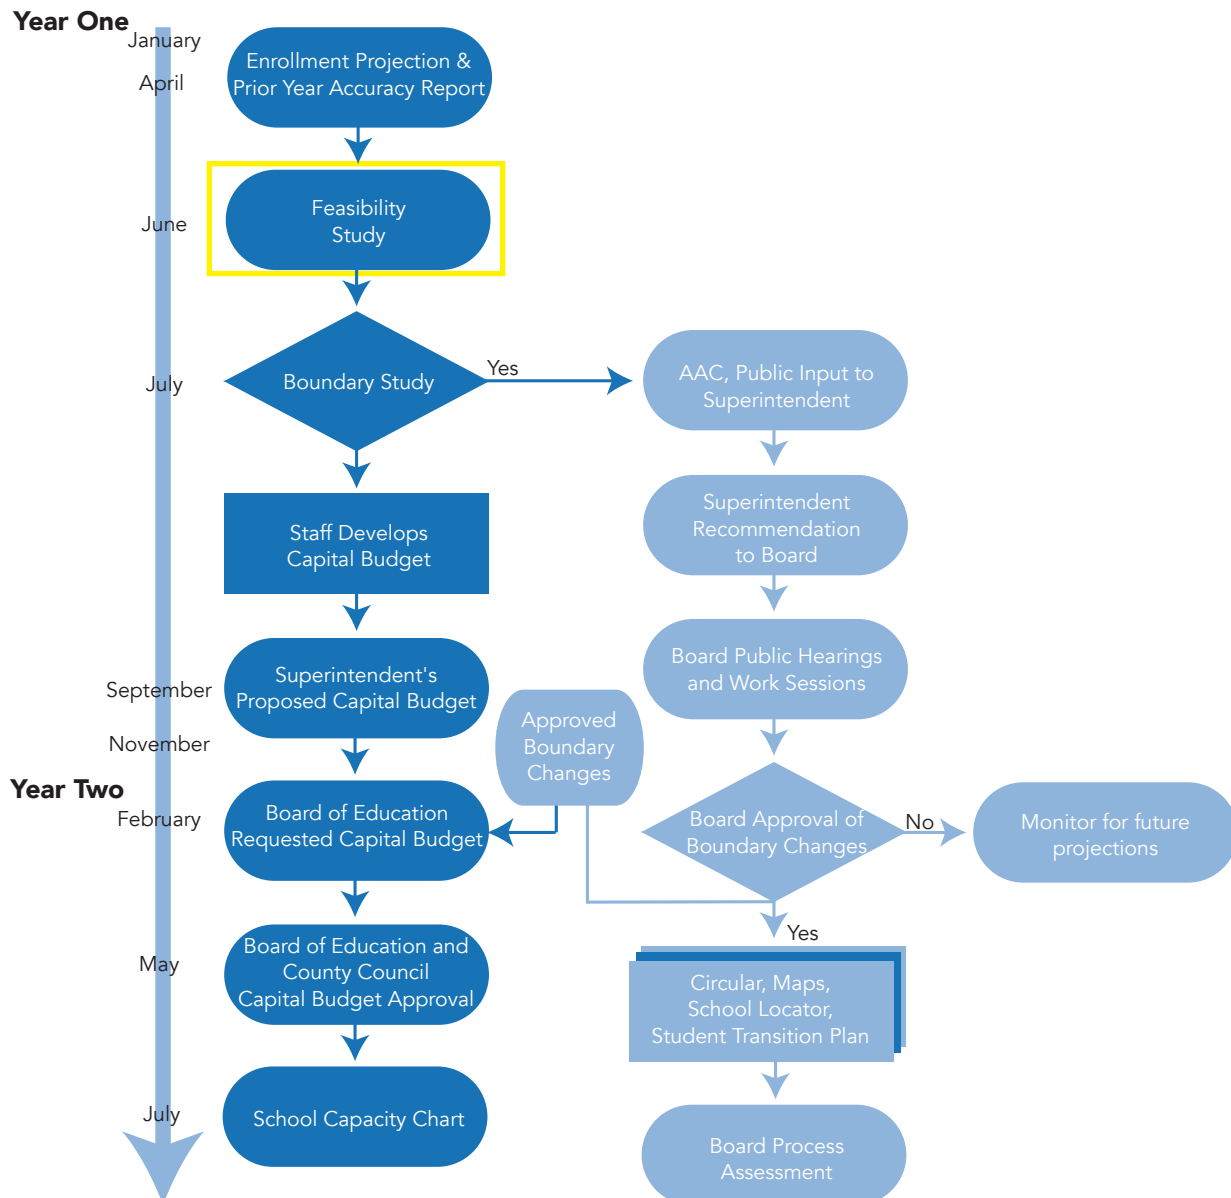 Year One
January
April
Enrollment Projection &
Prior Year Accuracy Report
June
Feasibility
Study
July
Boundary Study
Yes
AAC, Public Input to
Superintendent
Staff Develops
Capital Budget
Superintendent
Recommendation
to Board
September
November
Superintendent's
Proposed Capital Budget
Board Public Hearings
and Work Sessions
Approved
Boundary
Changes
Year Two
February
Board of Education
Requested Capital Budget
Board Approval of
Boundary Changes
No
Monitor for future
projections
Yes
May
Board of Education and
County Council
Capital Budget Approval
Circular, Maps,
School Locator,
Student Transition Plan
July
School Capacity Chart
Board Process
Assessment